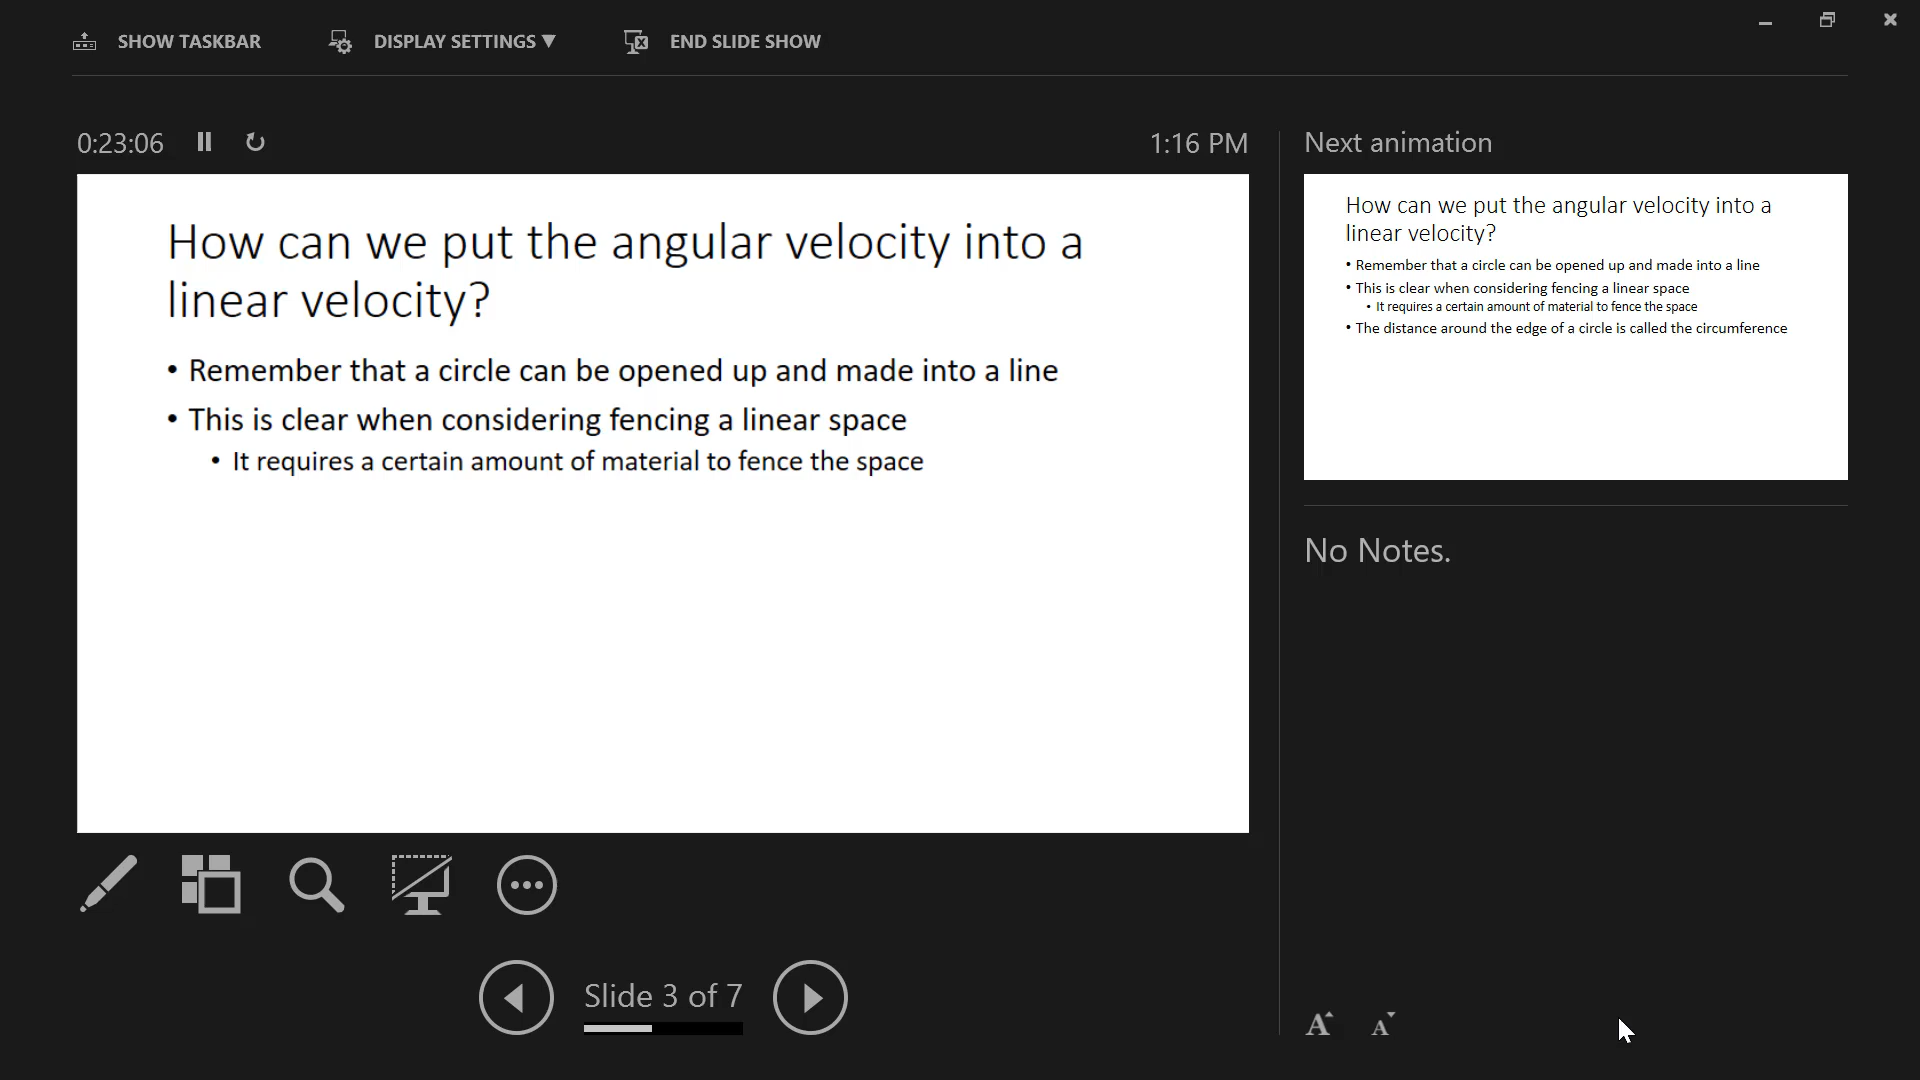 SHOW TASKBAR
DISPLAY SETTINGS ▼
END SLIDE SHOW
0:23:06
1:16 PM
How can we put the angular velocity into a
linear velocity?
• Remember that a circle can be opened up and made into a line
• This is clear when considering fencing a linear space
• It requires a certain amount of material to fence the space
Slide 3 of 7
Next animation
How can we put the angular velocity into a
linear velocity?
• Remember that a circle can be opened up and made into a line
• This is clear when considering fencing a linear space
• It requires a certain amount of material to fence the space
• The distance around the edge of a circle is called the circumference
No Notes.
A A